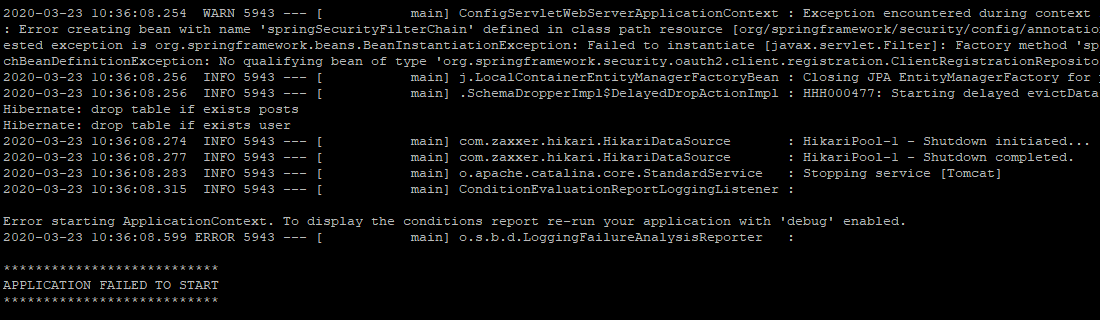 2020-03-23 10:36:08.254  WARN 5943 --- [           main] ConfigServletWebServerApplicationContext : Exception encountered during context
: Error creating bean with name 'springSecurityFilterChain' defined in class path resource [org/springframework/security/config/annotatio
ested exception is org.springframework.beans.BeanInstantiationException: Failed to instantiate [javax.servlet.Filter]: Factory method 'sp
chBeanDefinitionException: No qualifying bean of type 'org.springframework.security.oauth2.client.registration.ClientRegistrationReposito
2020-03-23 10:36:08.256  INFO 5943 --- [           main] j.LocalContainerEntityManagerFactoryBean : Closing JPA EntityManagerFactory for
2020-03-23 10:36:08.256  INFO 5943 --- [           main] .SchemaDropperImpl$DelayedDropActionImpl : HHH000477: Starting delayed evictData
Hibernate: drop table if exists posts
Hibernate: drop table if exists user
2020-03-23 10:36:08.274  INFO 5943 --- [           main] com.zaxxer.hikari.HikariDataSource       : HikariPool-1 - Shutdown initiated...
2020-03-23 10:36:08.277  INFO 5943 --- [           main] com.zaxxer.hikari.HikariDataSource       : HikariPool-1 - Shutdown completed.
2020-03-23 10:36:08.283  INFO 5943 --- [           main] o.apache.catalina.core.StandardService   : Stopping service [Tomcat]
2020-03-23 10:36:08.315  INFO 5943 --- [           main] ConditionEvaluationReportLoggingListener :
Error starting ApplicationContext. To display the conditions report re-run your application with 'debug' enabled.
2020-03-23 10:36:08.599 ERROR 5943 --- [           main] o.s.b.d.LoggingFailureAnalysisReporter   :
***************************
APPLICATION FAILED TO START
***************************